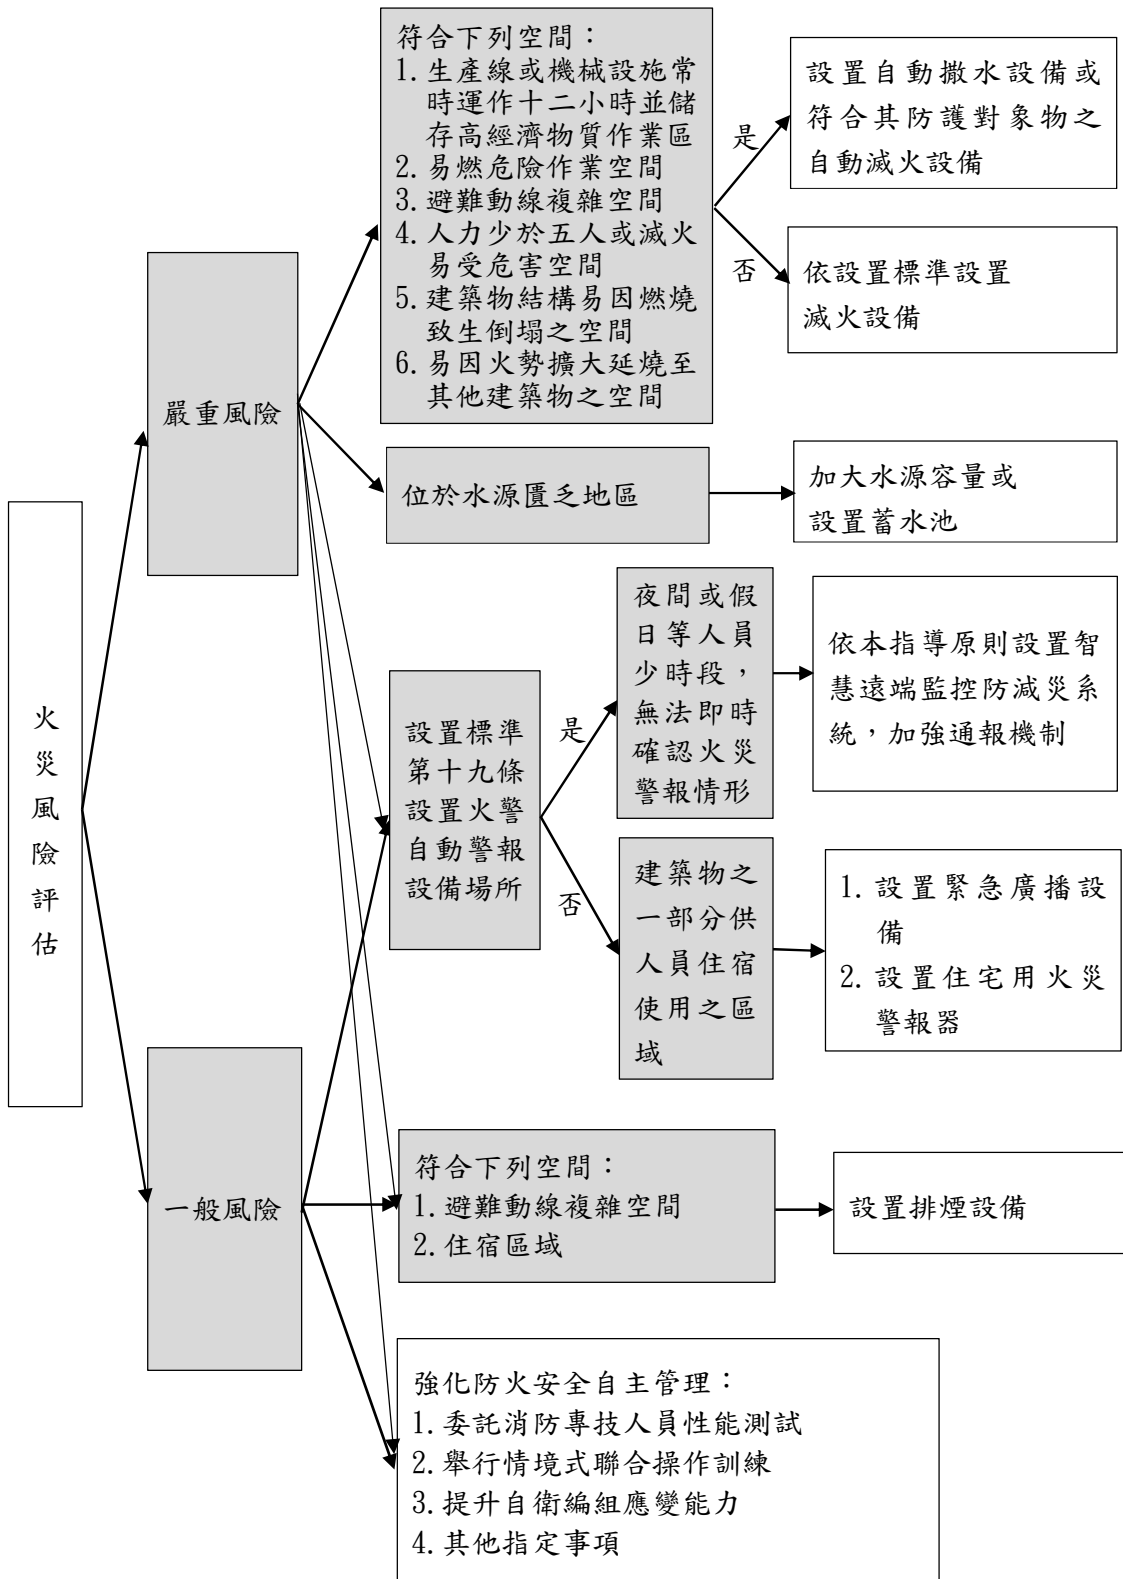 符合下列空間：
1. 生產線或機械設施常
時運作十二小時並儲
存高經濟物質作業區
2. 易燃危險作業空間
3. 避難動線複雜空間
4. 人力少於五人或滅火
易受危害空間
5. 建築物結構易因燃燒
致生倒塌之空間
6. 易因火勢擴大延燒至
其他建築物之空間
是
設置自動撒水設備或
符合其防護對象物之
自動滅火設備
否
依設置標準設置
滅火設備
嚴重風險
位於水源匱乏地區
加大水源容量或
設置蓄水池
火
災
風
險
評
估
設置標準
第十九條
設置火警
自動警報
設備場所
是
夜間或假
日等人員
少時段，
無法即時
確認火災
警報情形
依本指導原則設置智
慧遠端監控防減災系
統，加強通報機制
否
建築物之
一部分供
人員住宿
使用之區
域
1. 設置緊急廣播設
備
2. 設置住宅用火災
警報器
一般風險
符合下列空間：
1. 避難動線複雜空間
2. 住宿區域
設置排煙設備
強化防火安全自主管理：
1. 委託消防專技人員性能測試
2. 舉行情境式聯合操作訓練
3. 提升自衛編組應變能力
4. 其他指定事項